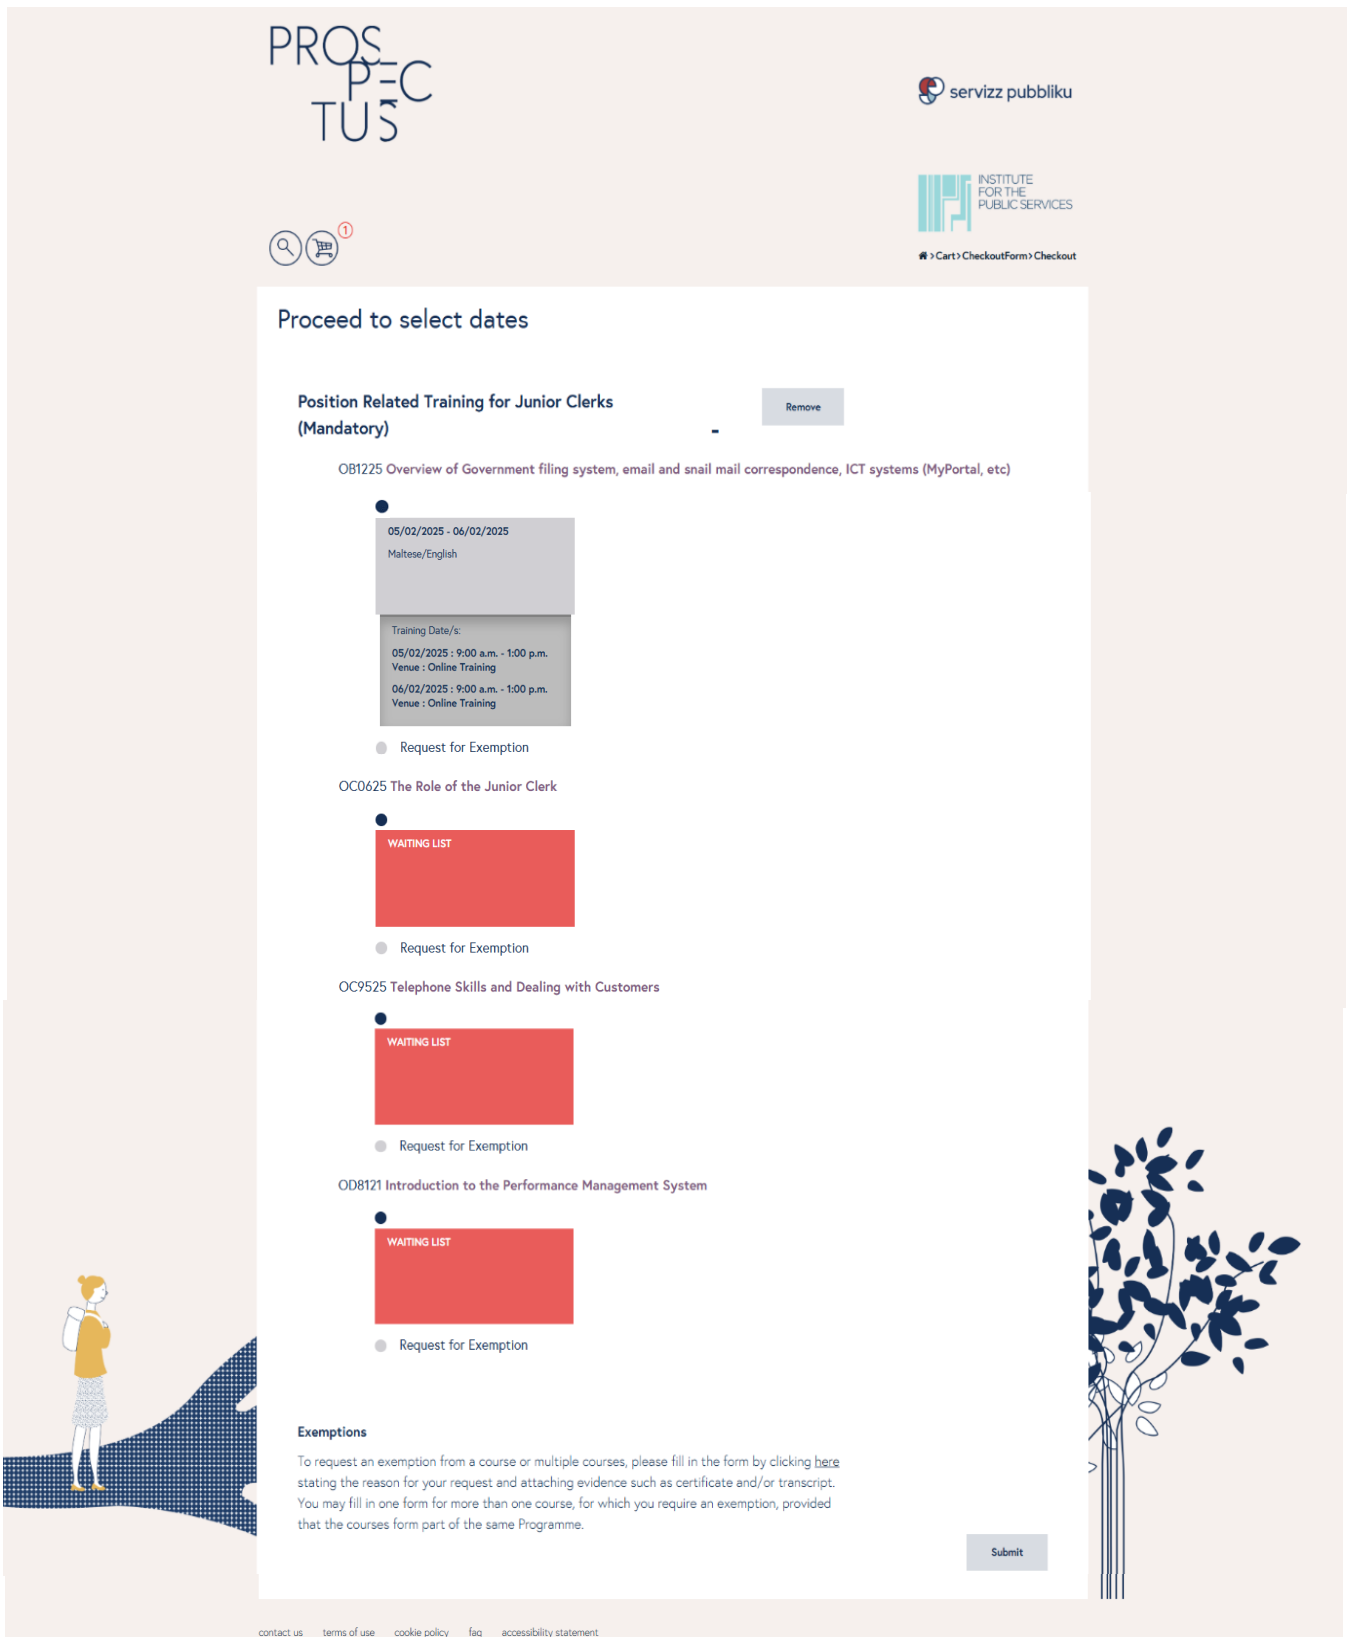 PROS
PEC
TUS
servizz pubbliku
INSTITUTE
FOR THE
PUBLIC SERVICES
1
> Cart > CheckoutForm > Checkout
Proceed to select dates
Position Related Training for Junior Clerks
(Mandatory)
-
Remove
OB1225 Overview of Government filing system, email and snail mail correspondence, ICT systems (MyPortal, etc)
05/02/2025 - 06/02/2025
Maltese/English
Training Date/s:
05/02/2025 : 9:00 a.m. - 1:00 p.m.
Venue : Online Training
06/02/2025 : 9:00 a.m. - 1:00 p.m.
Venue : Online Training
Request for Exemption
OC0625 The Role of the Junior Clerk
WAITING LIST
Request for Exemption
OC9525 Telephone Skills and Dealing with Customers
WAITING LIST
Request for Exemption
OD8121 Introduction to the Performance Management System
WAITING LIST
Request for Exemption
Exemptions
To request an exemption from a course or multiple courses, please fill in the form by clicking here
stating the reason for your request and attaching evidence such as certificate and/or transcript.
You may fill in one form for more than one course, for which you require an exemption, provided
that the courses form part of the same Programme.
Submit
contact us terms of use cookie policy faq accessibility statement